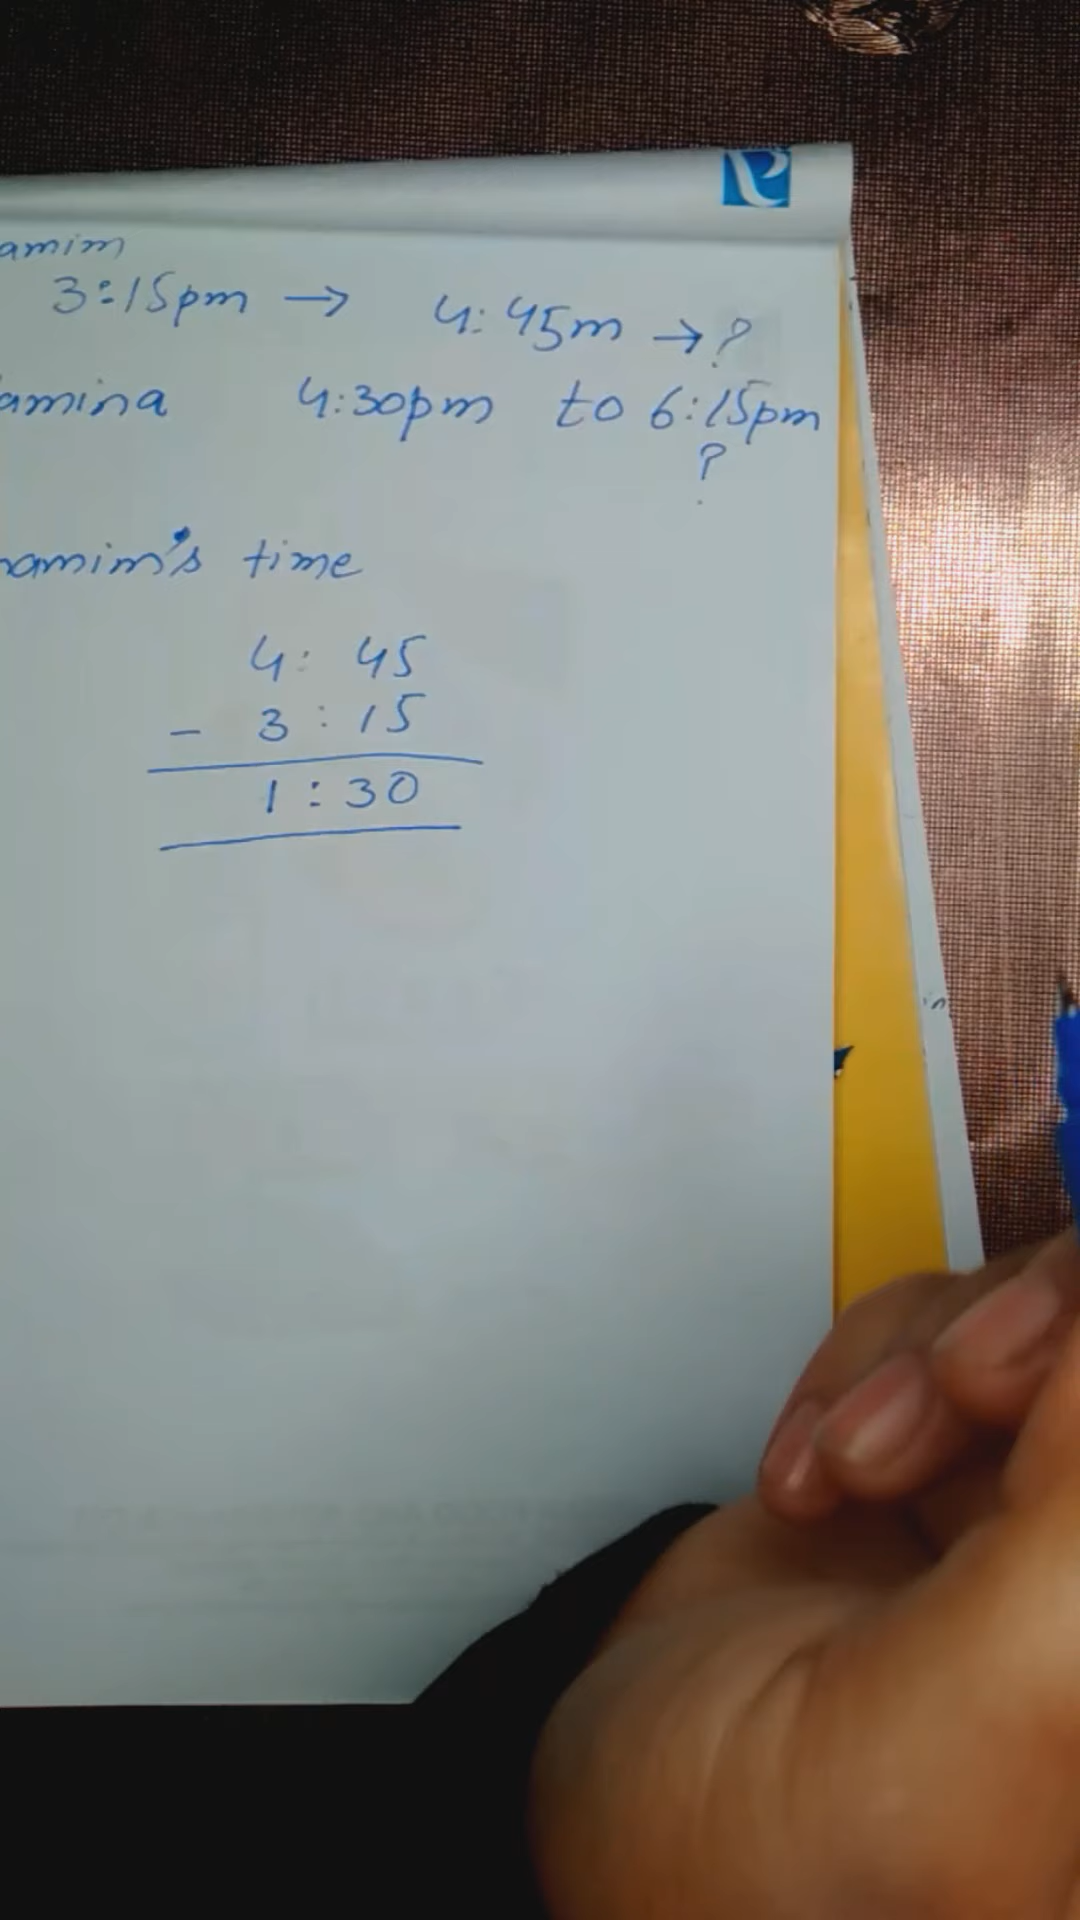 amim
3:15pm → 4:45m → ?
amina 4:30pm to 6:15pm
?
amim's time
4: 45
- 3:15
1:30